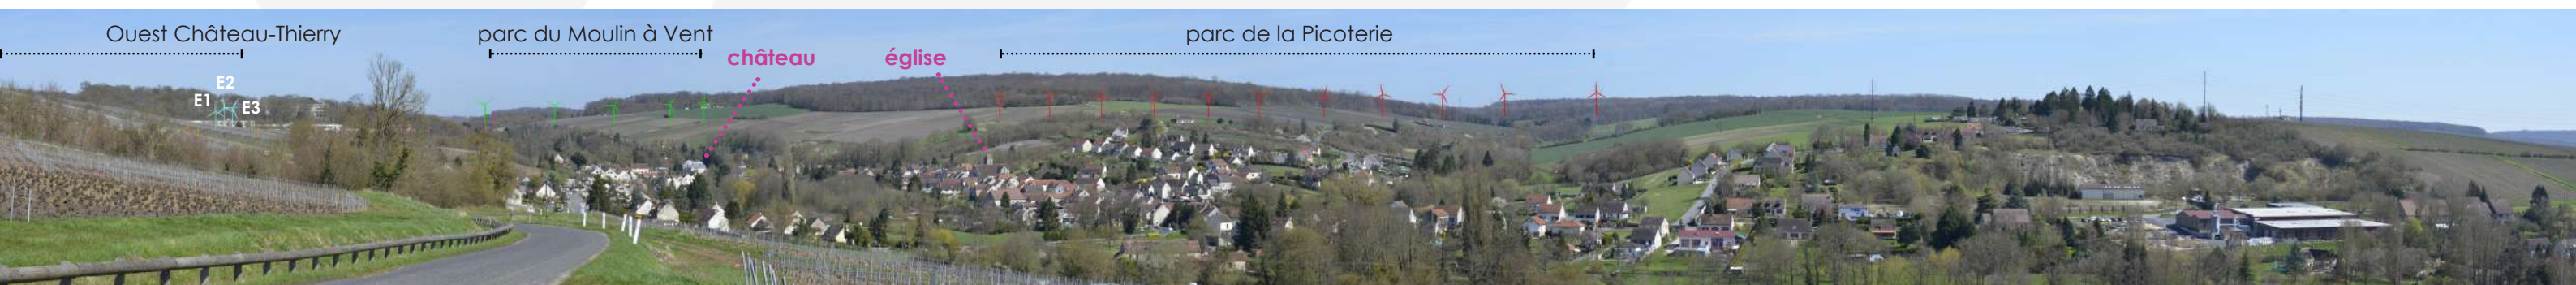 Ouest Château-Thierry
parc du Moulin à Vent
château
église
parc de la Picoterie
E2
E1
E3